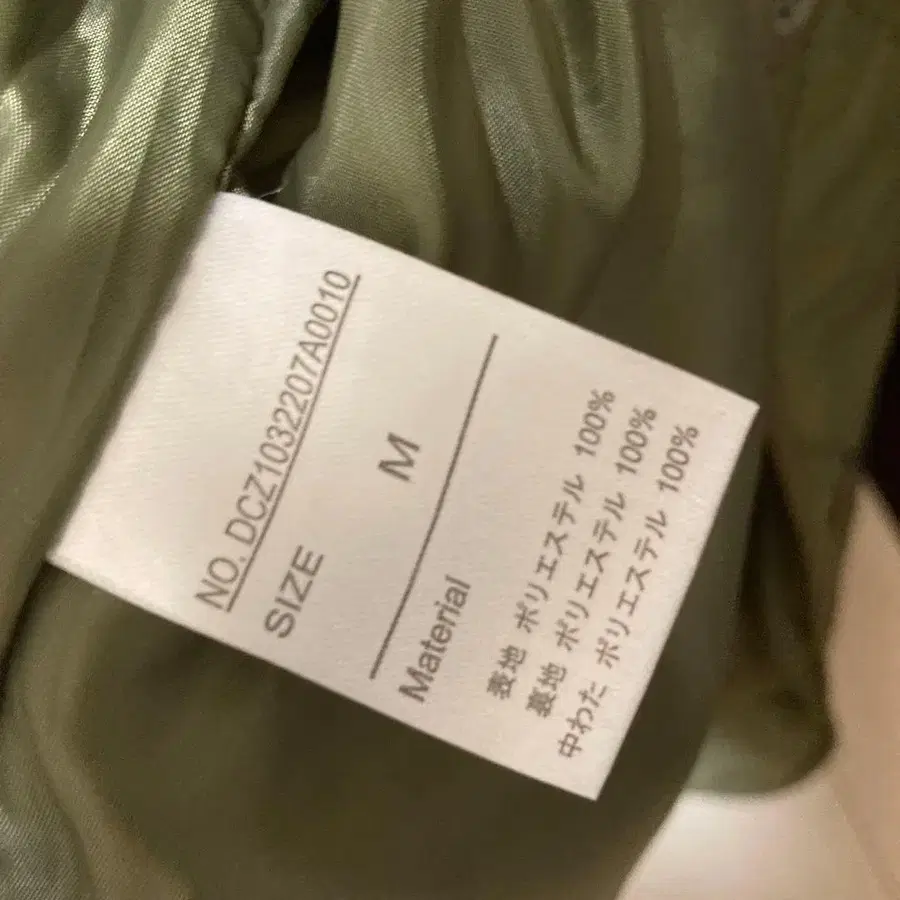 NO. DCZ1032207A0010
SIZE M
Material
表地 ポリエステル 100%
裏地 ポリエステル 100%
中わた ポリエステル 100%